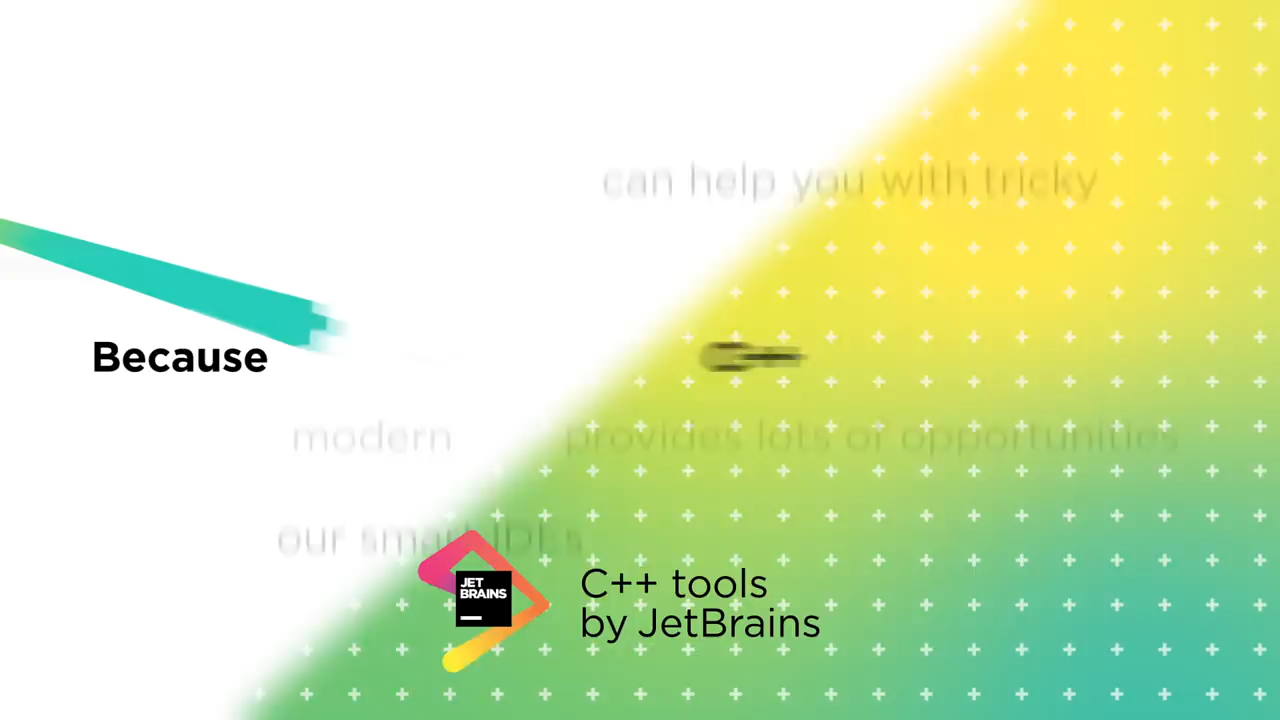 can help you with tricky
Because
C++
modern provides lots of opportunities
our smart IDEs
JET
BRAINS
C++ tools
by JetBrains